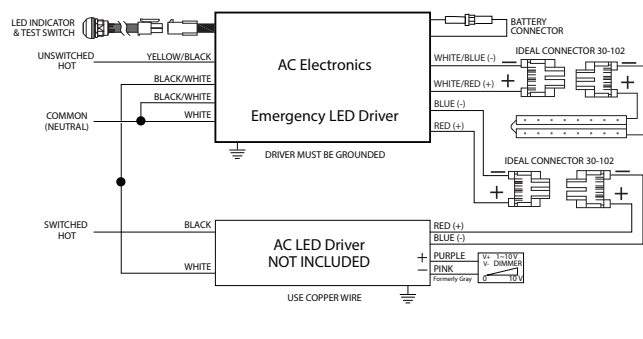 LED INDICATOR
& TEST SWITCH
BATTERY
CONNECTOR
UNSWITCHED
HOT
YELLOW/BLACK
AC Electronics
WHITE/BLUE (-)
IDEAL CONNECTOR 30-102
BLACK/WHITE
WHITE/RED (+)
BLACK/WHITE
BLUE (-)
COMMON
(NEUTRAL)
WHITE
Emergency LED Driver
RED (+)
DRIVER MUST BE GROUNDED
IDEAL CONNECTOR 30-102
SWITCHED
HOT
BLACK
RED (+)
AC LED Driver
BLUE (-)
NOT INCLUDED
WHITE
PURPLE
PINK
Formerly Gray
V+ 1~10 V
V- DIMMER
0 10 V
USE COPPER WIRE